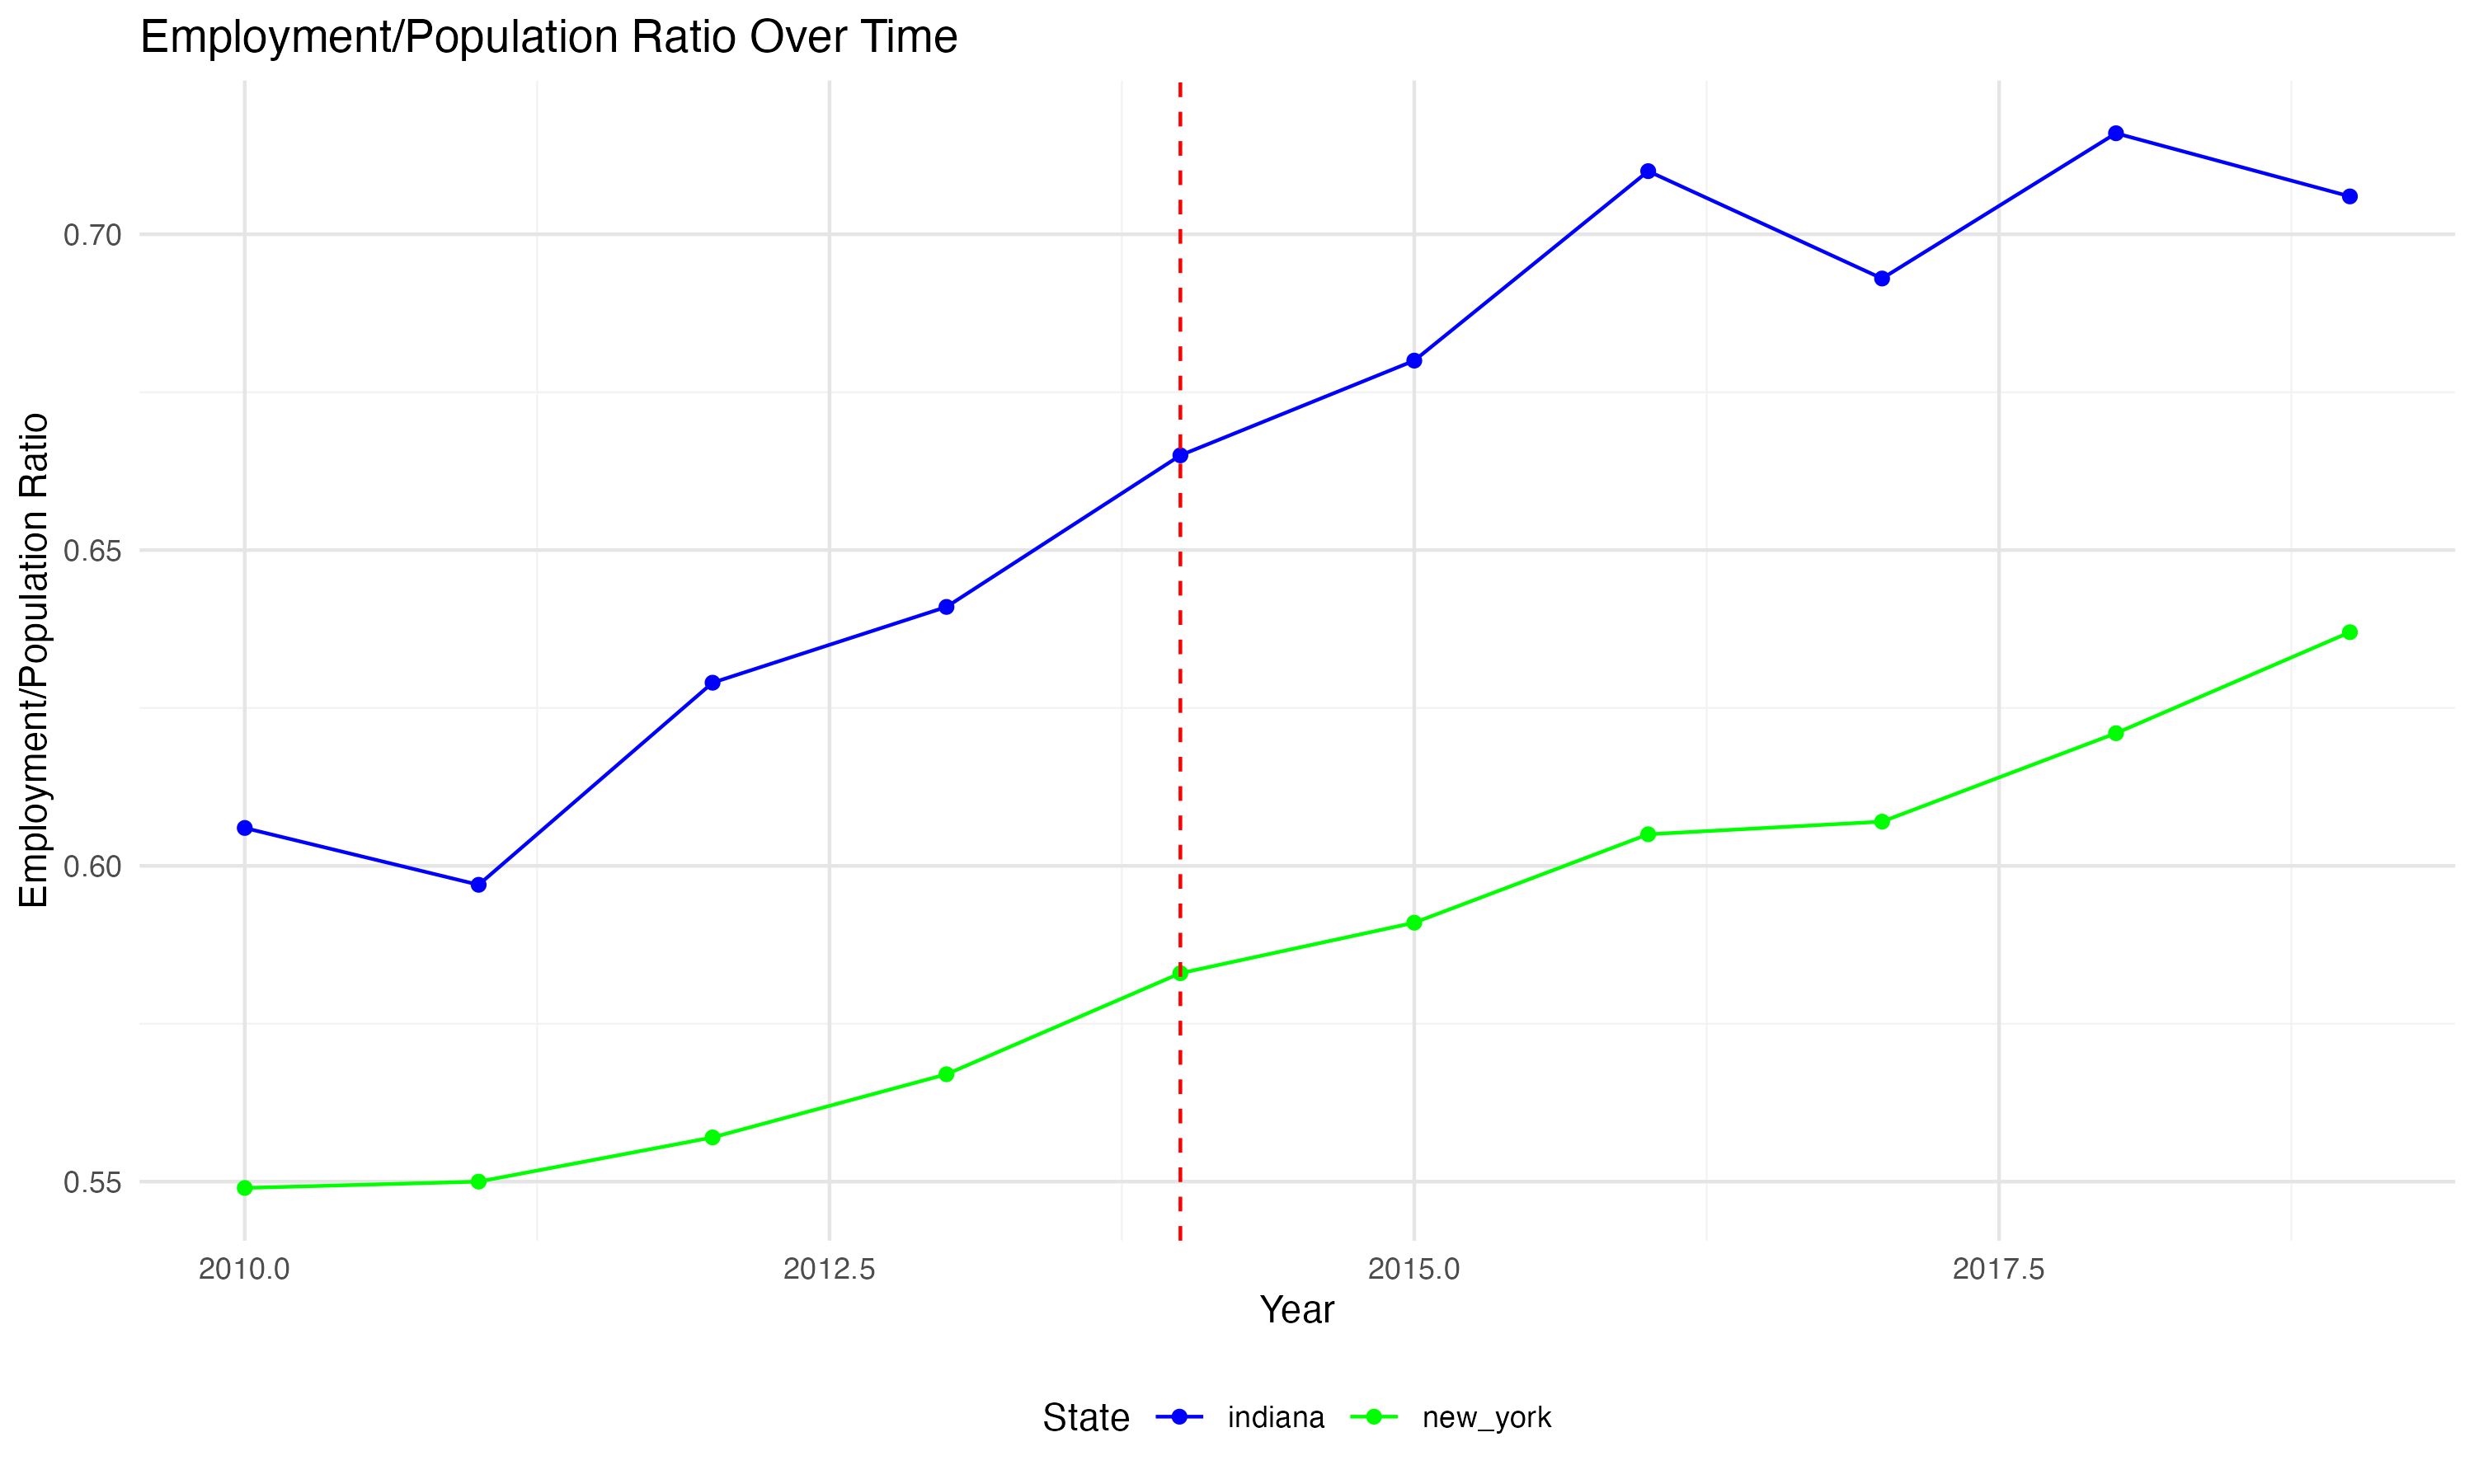 Employment/Population Ratio Over Time
Employment/Population Ratio
0.70
0.65
0.60
0.55
2010.0 2012.5 2015.0 2017.5
Year
State indiana new_york